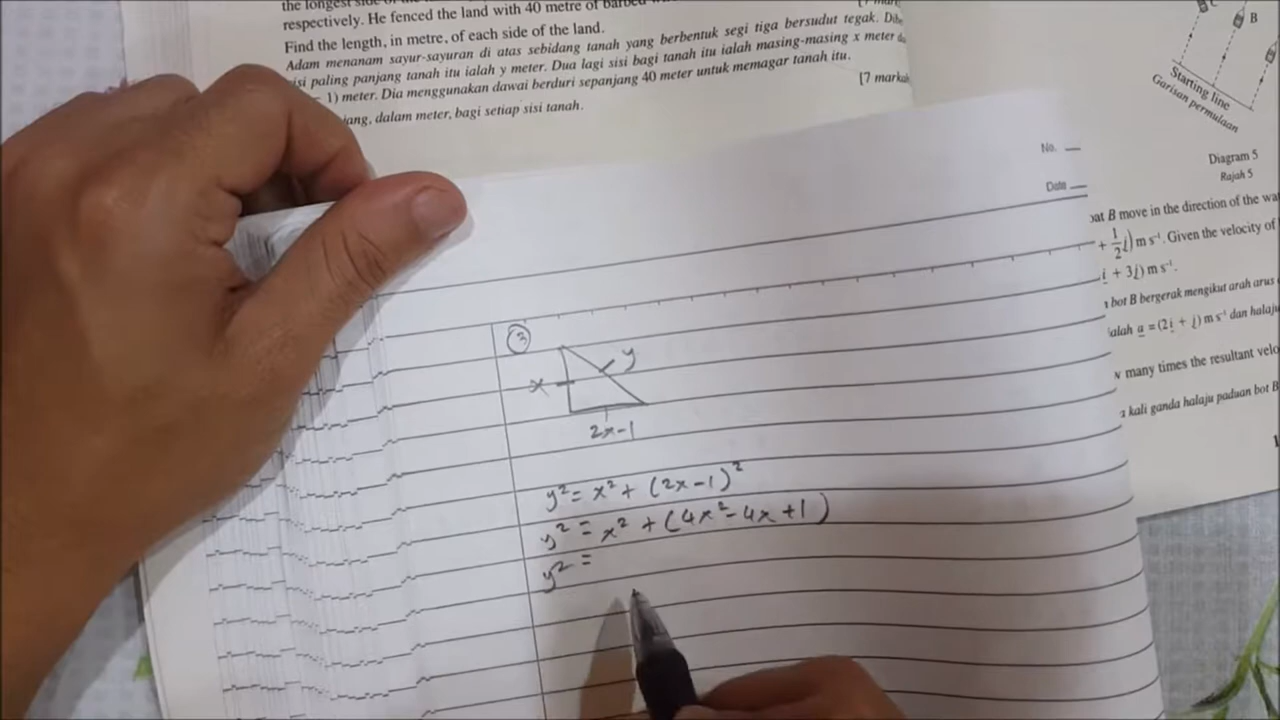 the longest side of the
respectively. He fenced the land with 40 metre of barbed
Find the length, in metre, of each side of the land.
Adam menanam sayur-sayuran di atas sebidang tanah yang berbentuk segi tiga bersudut tegak.
sisi paling panjang tanah itu ialah y meter. Dua lagi sisi bagi tanah itu ialah masing-masing x meter
1) meter. Dia menggunakan dawai berduri sepanjang 40 meter untuk memagar tanah itu.
[7 markah
dalam meter, bagi setiap sisi tanah.
B
Starting line
Garisan permulaan
Diagram 5
Rajah 5
No.
Date
B move in the direction of the
+ 1/2 j) m s⁻¹. Given the velocity of
i + 3j) m s⁻¹.
bot B bergerak mengikut arah arus
ialah a = (2i + j) m s⁻¹ dan halaju
many times the resultant
kali ganda halaju paduan bot B
3
y
x
2x-1
y² = x² + (2x-1)²
y² = x² + (4x² - 4x + 1)
y² =